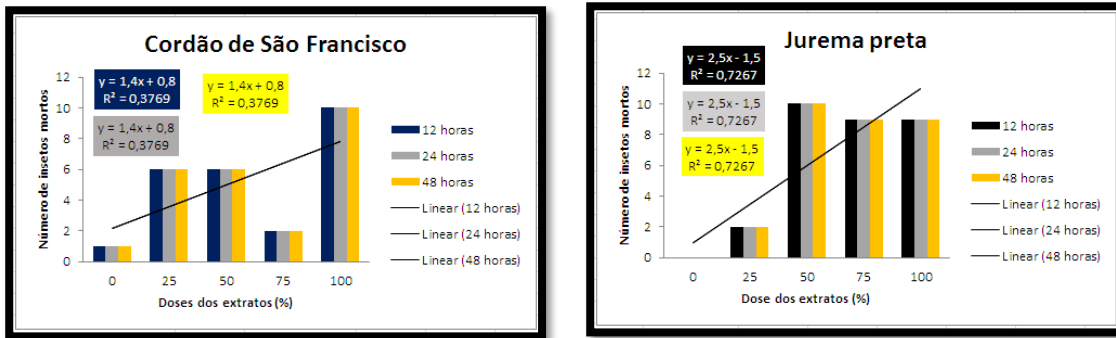 Cordão de São Francisco
y = 1,4x + 0,8
R² = 0,3769
y = 1,4x + 0,8
R² = 0,3769
y = 1,4x + 0,8
R² = 0,3769
Número de insetos mortos
12
10
8
6
4
2
0
0 25 50 75 100
Doses dos extratos (%)
12 horas
24 horas
48 horas
Linear (12 horas)
Linear (24 horas)
Linear (48 horas)
Jurema preta
y = 2,5x - 1,5
R² = 0,7267
y = 2,5x - 1,5
R² = 0,7267
y = 2,5x - 1,5
R² = 0,7267
Número de insetos mortos
12
10
8
6
4
2
0
0 25 50 75 100
Dose dos extratos (%)
12 horas
24 horas
48 horas
Linear (12 horas)
Linear (24 horas)
Linear (48 horas)